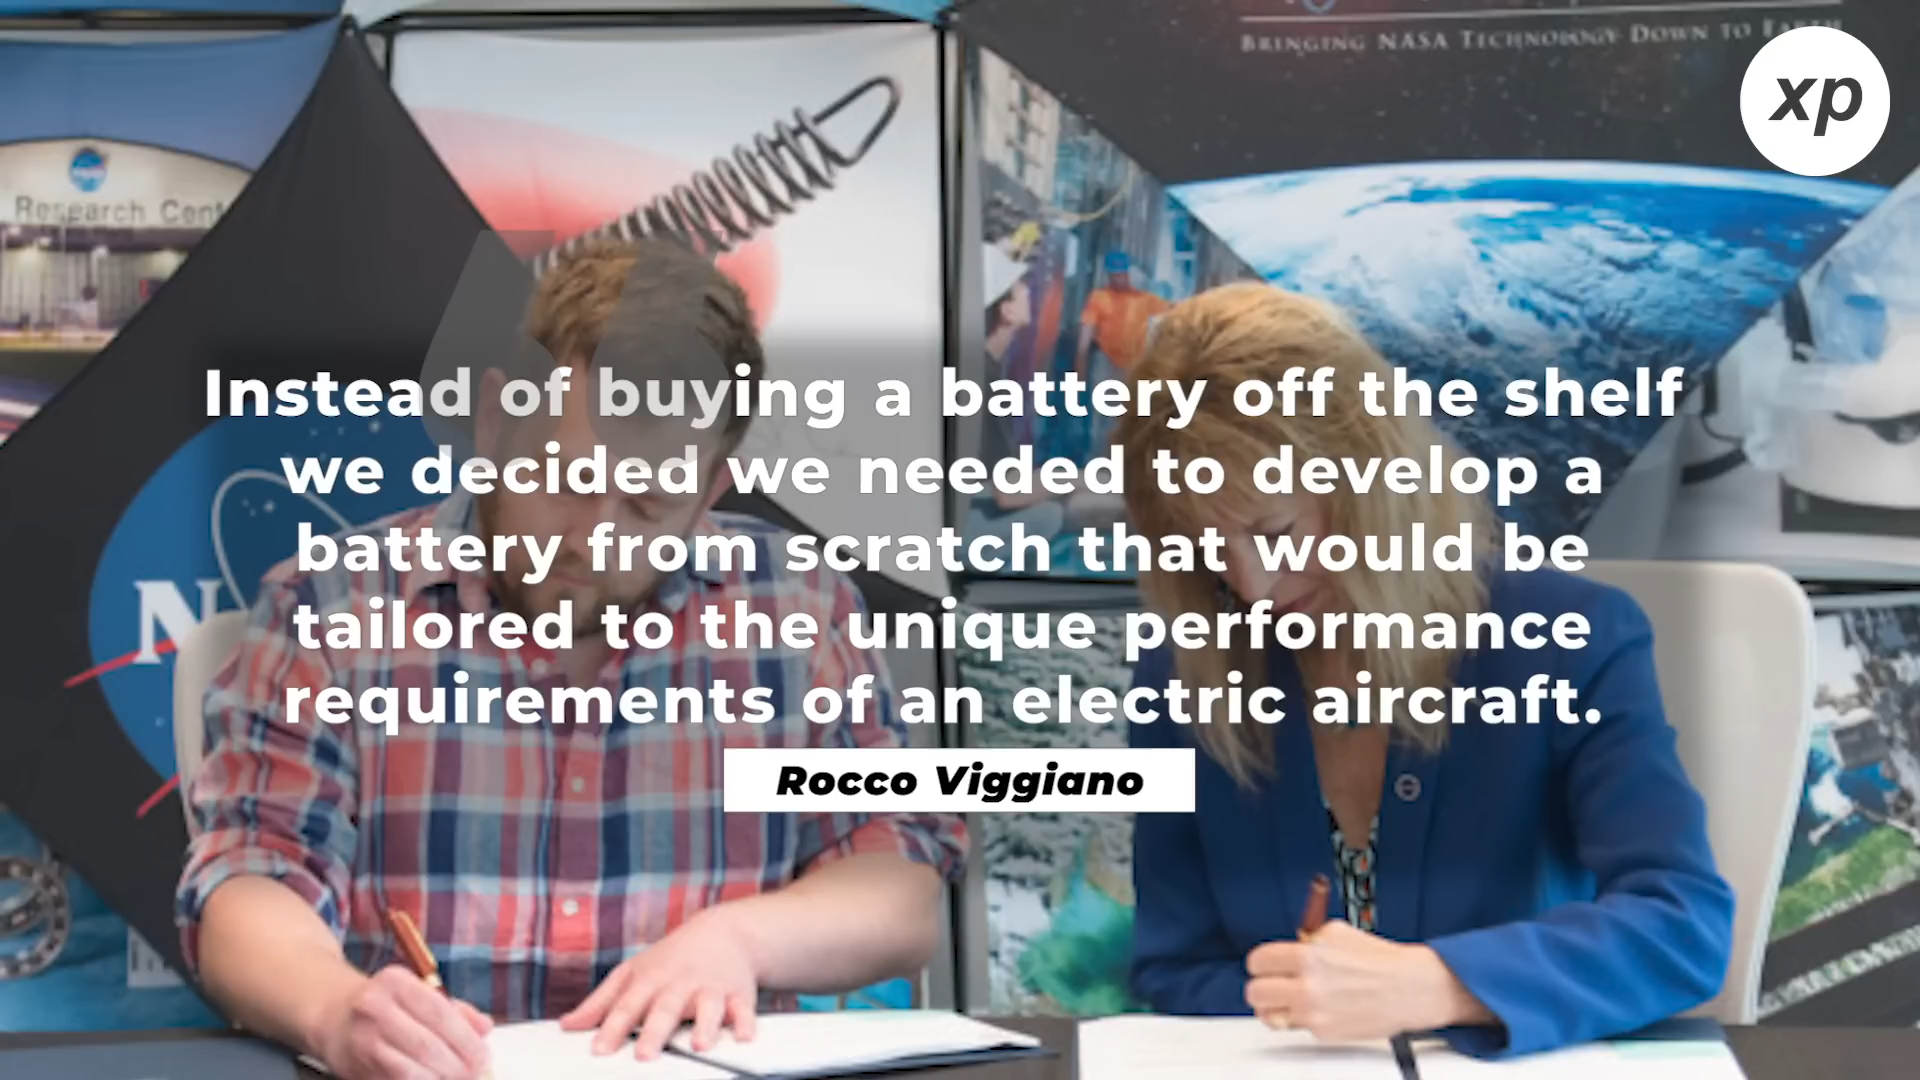 BRINGING NASA TECHNOLOGY DOWN TO EARTH
xp
Research Cent
Instead of buying a battery off the shelf
we decided we needed to develop a
battery from scratch that would be
tailored to the unique performance
requirements of an electric aircraft.
Rocco Viggiano
N